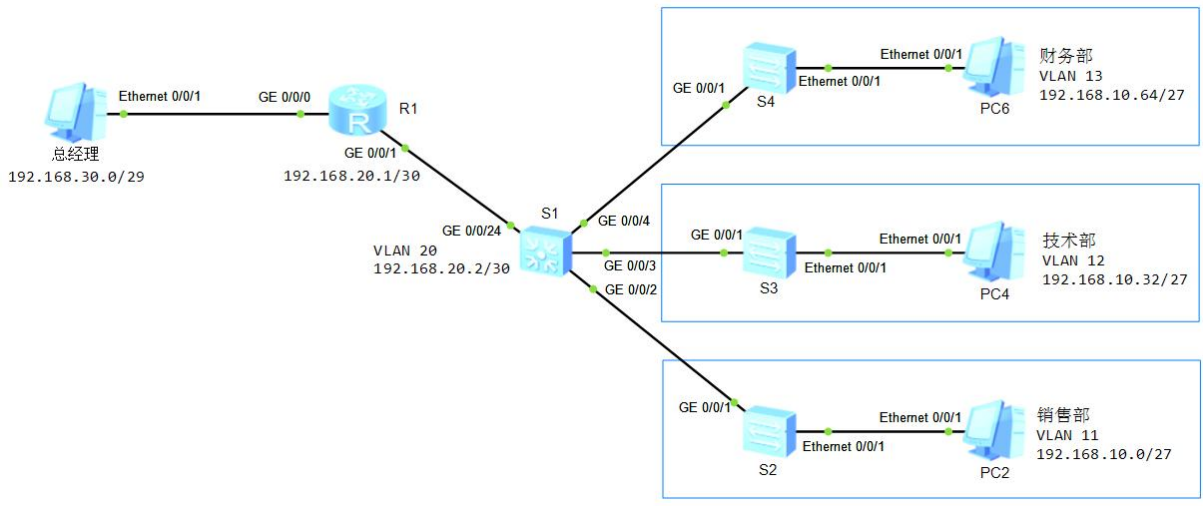 Ethernet 0/0/1
GE 0/0/0
R1
总经理
192.168.30.0/29
GE 0/0/1
192.168.20.1/30
GE 0/0/24
S1
VLAN 20
192.168.20.2/30
GE 0/0/4
GE 0/0/3
GE 0/0/2
GE 0/0/1
S4
Ethernet 0/0/1
Ethernet 0/0/1
PC6
财务部
VLAN 13
192.168.10.64/27
GE 0/0/1
S3
Ethernet 0/0/1
Ethernet 0/0/1
PC4
技术部
VLAN 12
192.168.10.32/27
GE 0/0/1
S2
Ethernet 0/0/1
Ethernet 0/0/1
PC2
销售部
VLAN 11
192.168.10.0/27
R